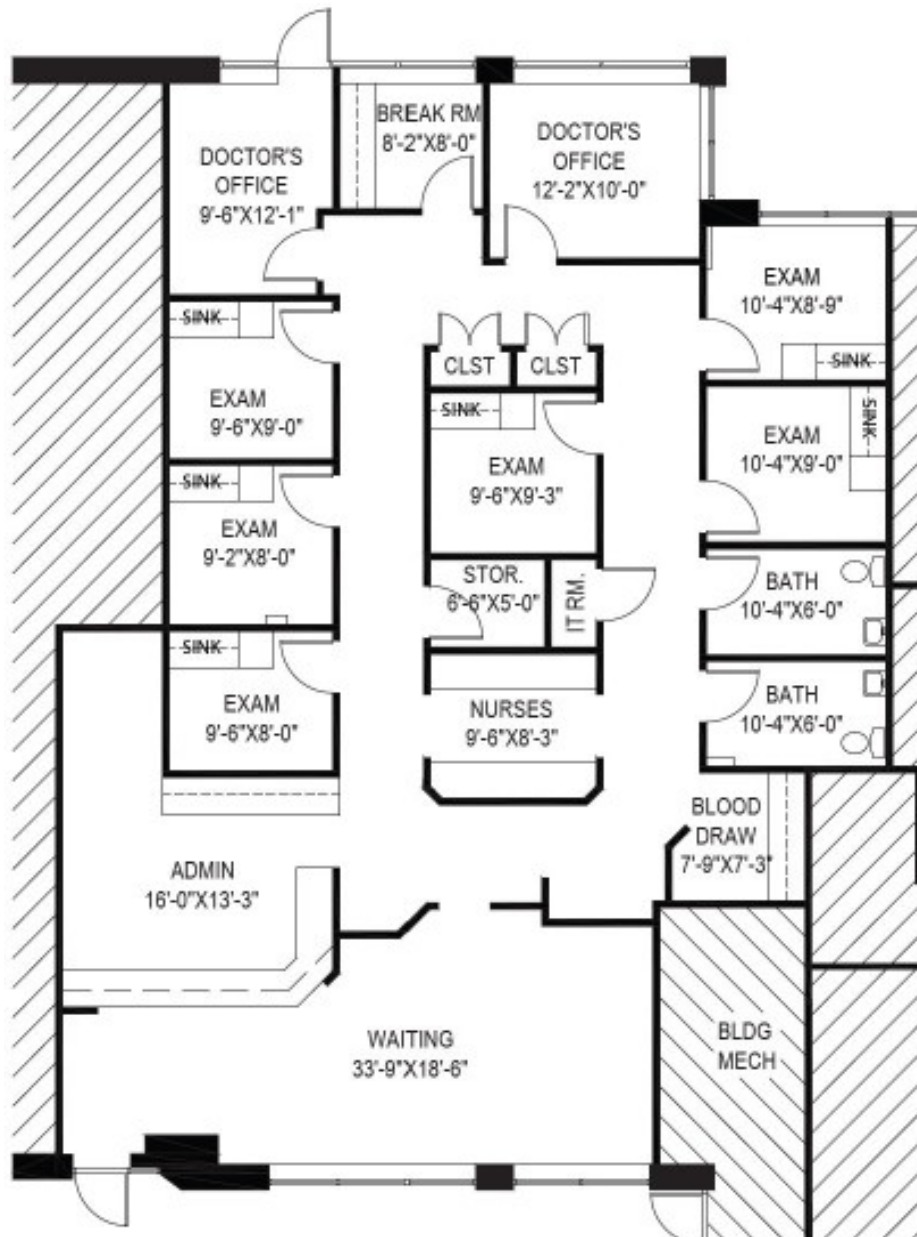 BREAK RM
8'-2"X8'-0"
DOCTOR'S
OFFICE
9'-6"X12'-1"
DOCTOR'S
OFFICE
12'-2"X10'-0"
EXAM
10'-4"X8'-9"
SINK
SINK
EXAM
9'-6"X9'-0"
CLST
CLST
SINK
EXAM
9'-6"X9'-3"
SINK
EXAM
10'-4"X9'-0"
SINK
EXAM
9'-2"X8'-0"
STOR.
6'-6"X5'-0"
IT RM.
BATH
10'-4"X6'-0"
SINK
EXAM
9'-6"X8'-0"
NURSES
9'-6"X8'-3"
BATH
10'-4"X6'-0"
BLOOD
DRAW
7'-9"X7'-3"
ADMIN
16'-0"X13'-3"
WAITING
33'-9"X18'-6"
BLDG
MECH